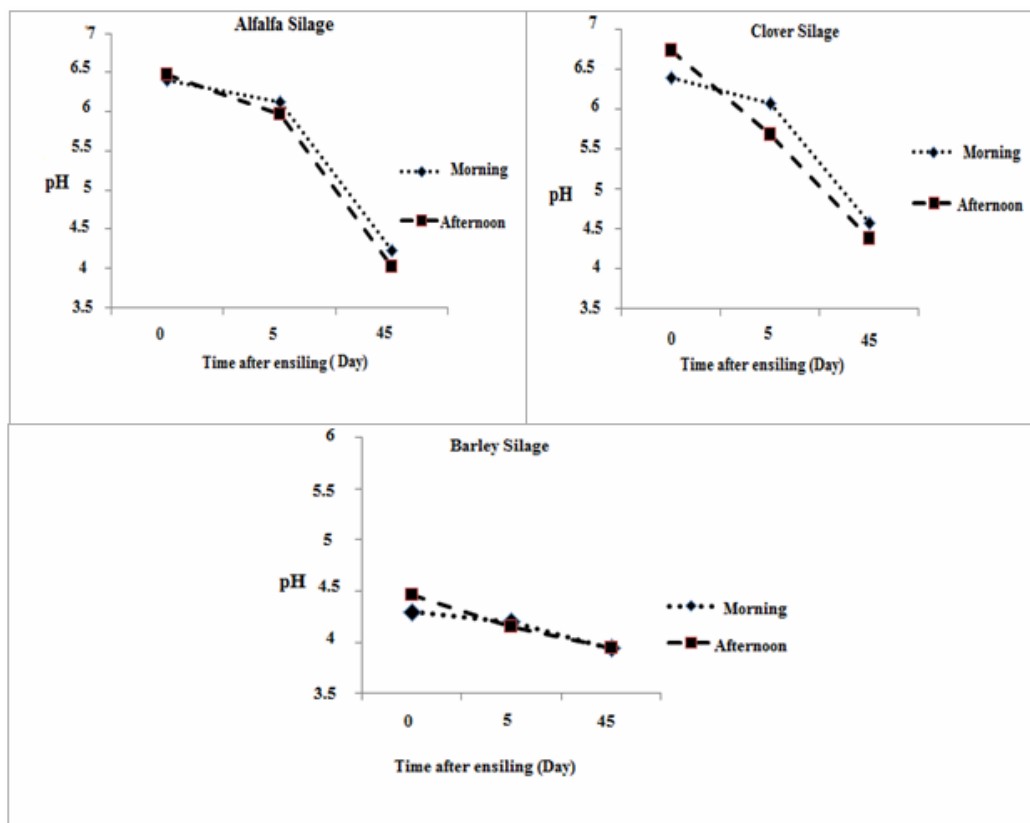 Alfalfa Silage
7
6.5
6
5.5
5
4.5
4
3.5
pH
0 5 45
Time after ensiling ( Day)
Morning
Afternoon
Clover Silage
7
6.5
6
5.5
5
4.5
4
3.5
pH
0 5 45
Time after ensiling (Day)
Morning
Afternoon
Barley Silage
6
5.5
5
4.5
4
3.5
pH
0 5 45
Time after ensiling (Day)
Morning
Afternoon